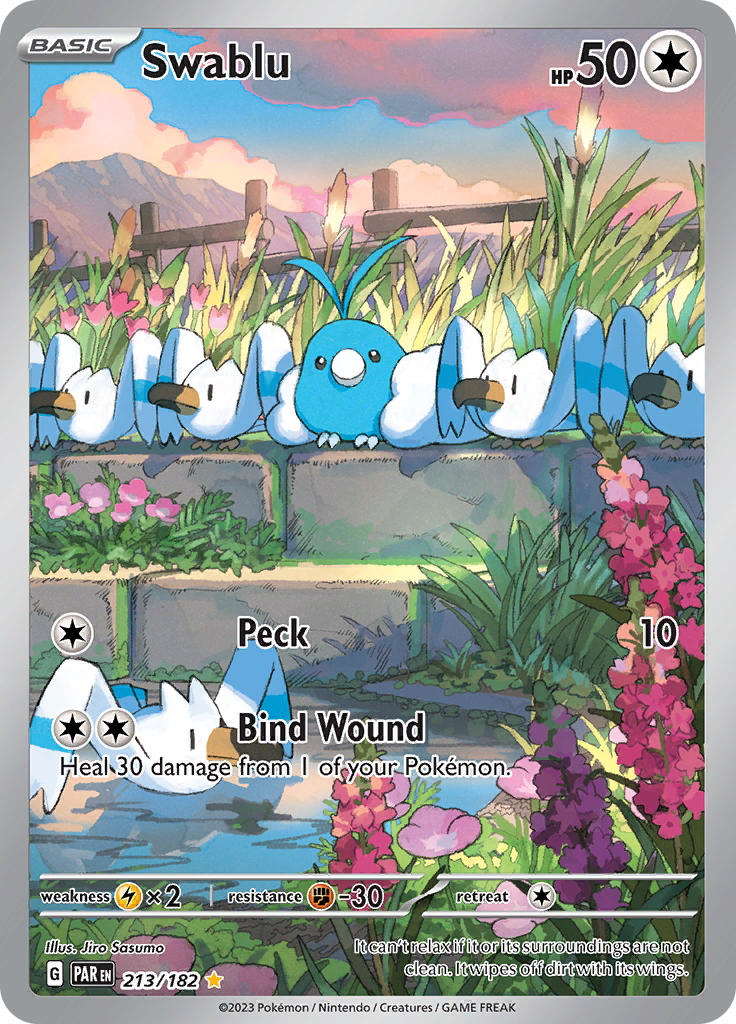 BASIC
Swablu
HP 50
Peck 10
Bind Wound
Heal 30 damage from 1 of your Pokémon.
weakness ×2 resistance -30 retreat
Illus. Jiro Sasumo
It can't relax if it or its surroundings are not
clean. It wipes off dirt with its wings.
G PAR EN 213/182
©2023 Pokémon / Nintendo / Creatures / GAME FREAK